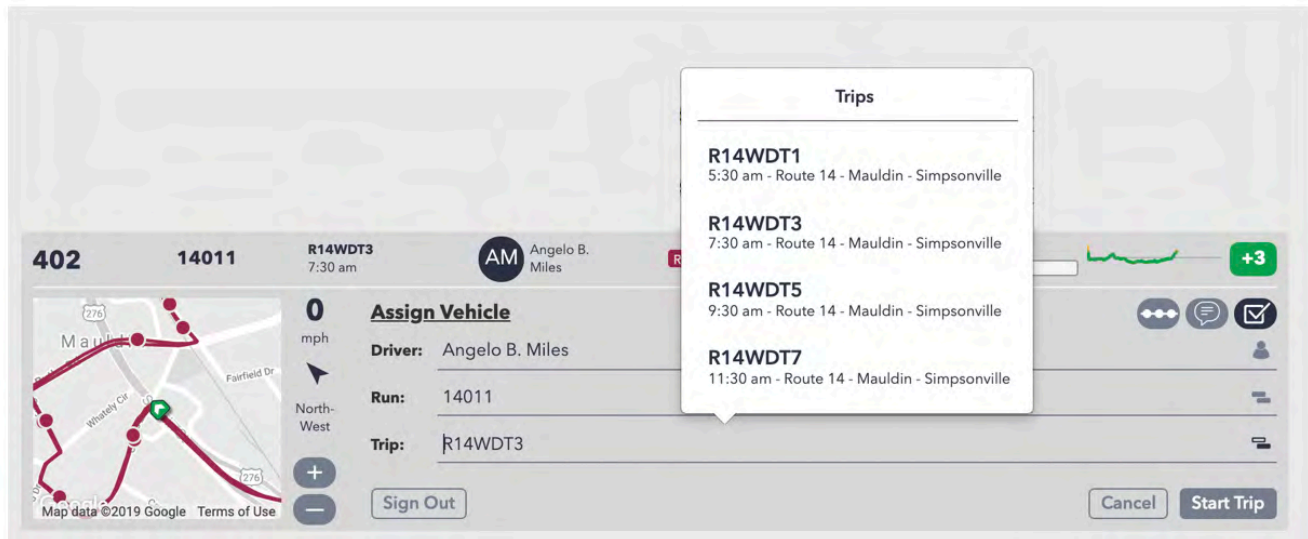 Trips
R14WDT1
5:30 am - Route 14 - Mauldin - Simpsonville
R14WDT3
7:30 am - Route 14 - Mauldin - Simpsonville
R14WDT5
9:30 am - Route 14 - Mauldin - Simpsonville
R14WDT7
11:30 am - Route 14 - Mauldin - Simpsonville
402
14011
R14WDT3
7:30 am
AM
Angelo B.
Miles
R
+3
276
Fairfield Dr
Whately Cir
276
Google
Map data ©2019 Google Terms of Use
0
mph
North-
West
+
−
Assign Vehicle
Driver: Angelo B. Miles
Run: 14011
Trip: R14WDT3
Sign Out
Cancel
Start Trip